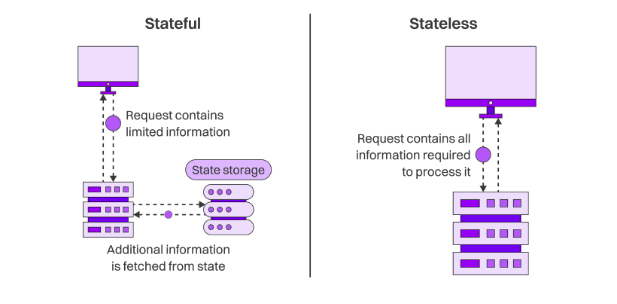 Stateful
Request contains
limited information
State storage
Additional information
is fetched from state
Stateless
Request contains all
information required
to process it